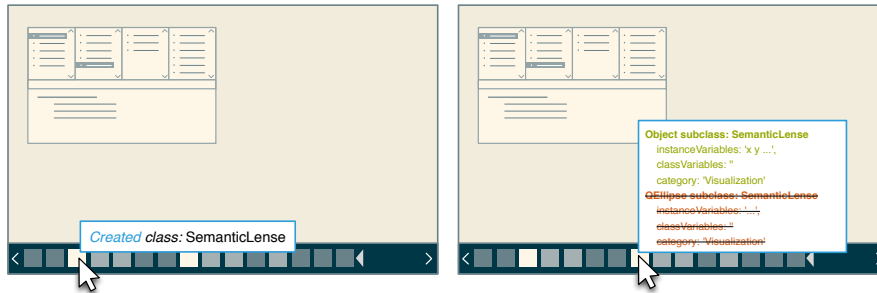 Created class: SemanticLense
Object subclass: SemanticLense
instanceVariables: 'x y ...',
classVariables: ''
category: 'Visualization'
QEllipse subclass: SemanticLense
instanceVariables: '...',
classVariables: ''
category: 'Visualization'